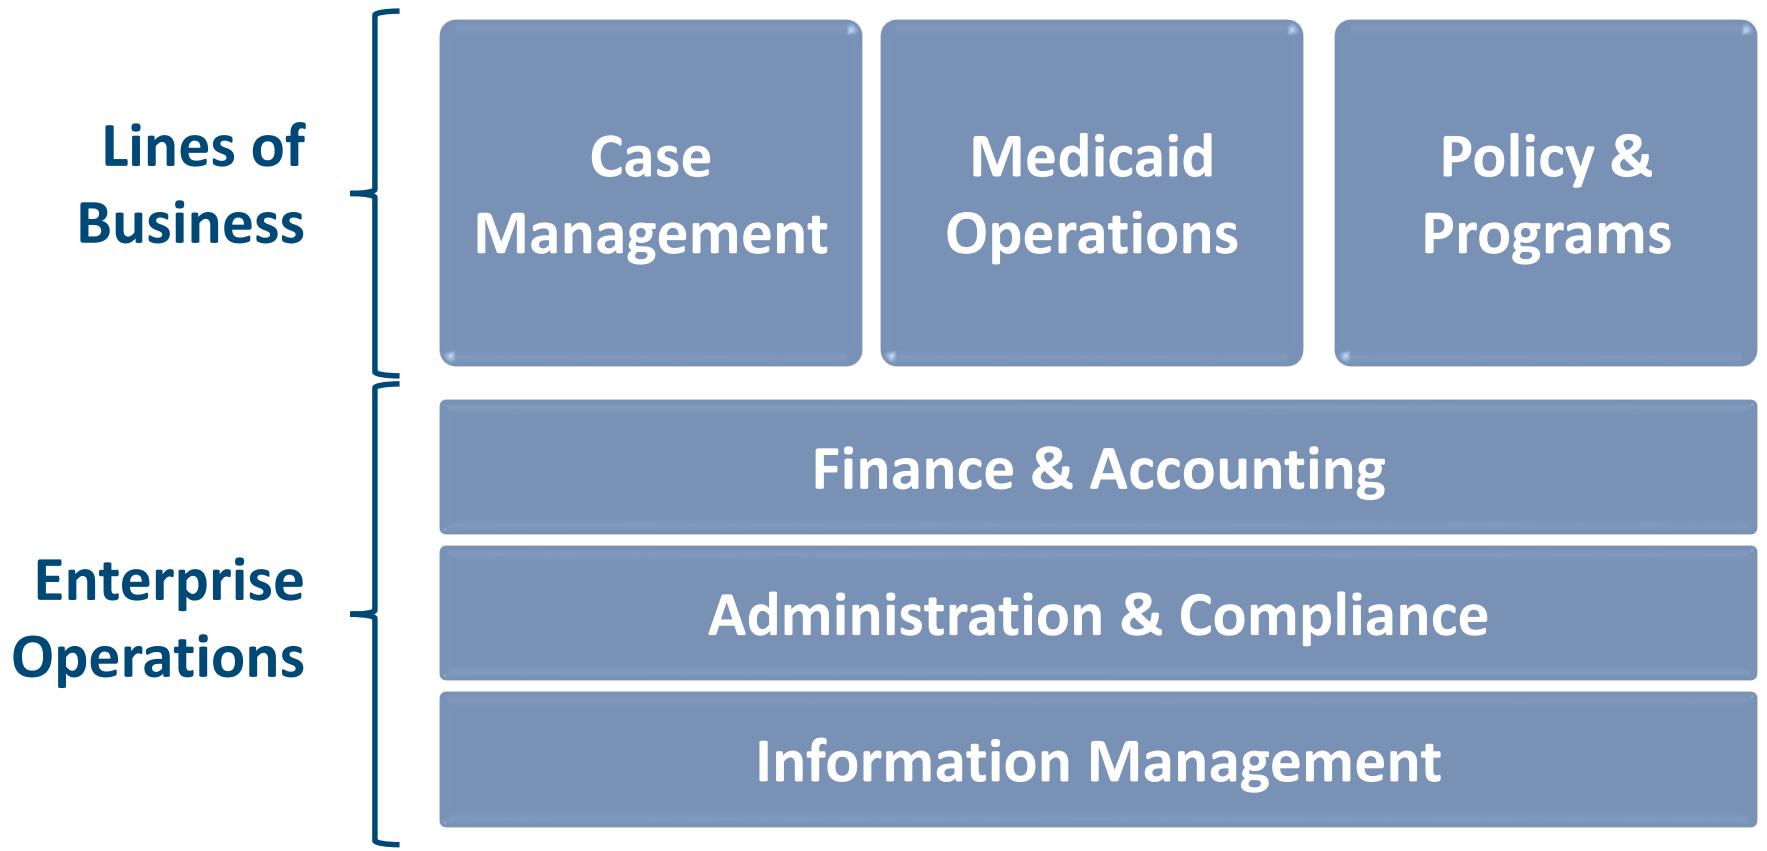 Lines of
Business
Case
Management
Medicaid
Operations
Policy &
Programs
Enterprise
Operations
Finance & Accounting
Administration & Compliance
Information Management